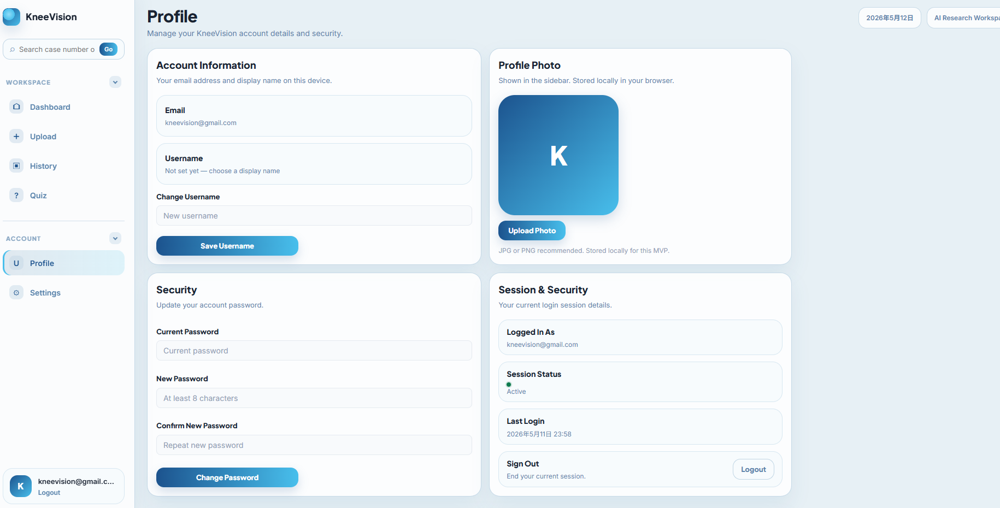 KneeVision
Search case number o
Go
WORKSPACE
Dashboard
Upload
History
? Quiz
ACCOUNT
U Profile
Settings
K
kneevision@gmail.c...
Logout
Profile
Manage your KneeVision account details and security.
2026年5月12日
AI Research Workspa
Account Information
Your email address and display name on this device.
Email
kneevision@gmail.com
Username
Not set yet — choose a display name
Change Username
New username
Save Username
Profile Photo
Shown in the sidebar. Stored locally in your browser.
K
Upload Photo
JPG or PNG recommended. Stored locally for this MVP.
Security
Update your account password.
Current Password
Current password
New Password
At least 8 characters
Confirm New Password
Repeat new password
Change Password
Session & Security
Your current login session details.
Logged In As
kneevision@gmail.com
Session Status
Active
Last Login
2026年5月11日 23:58
Sign Out
End your current session.
Logout